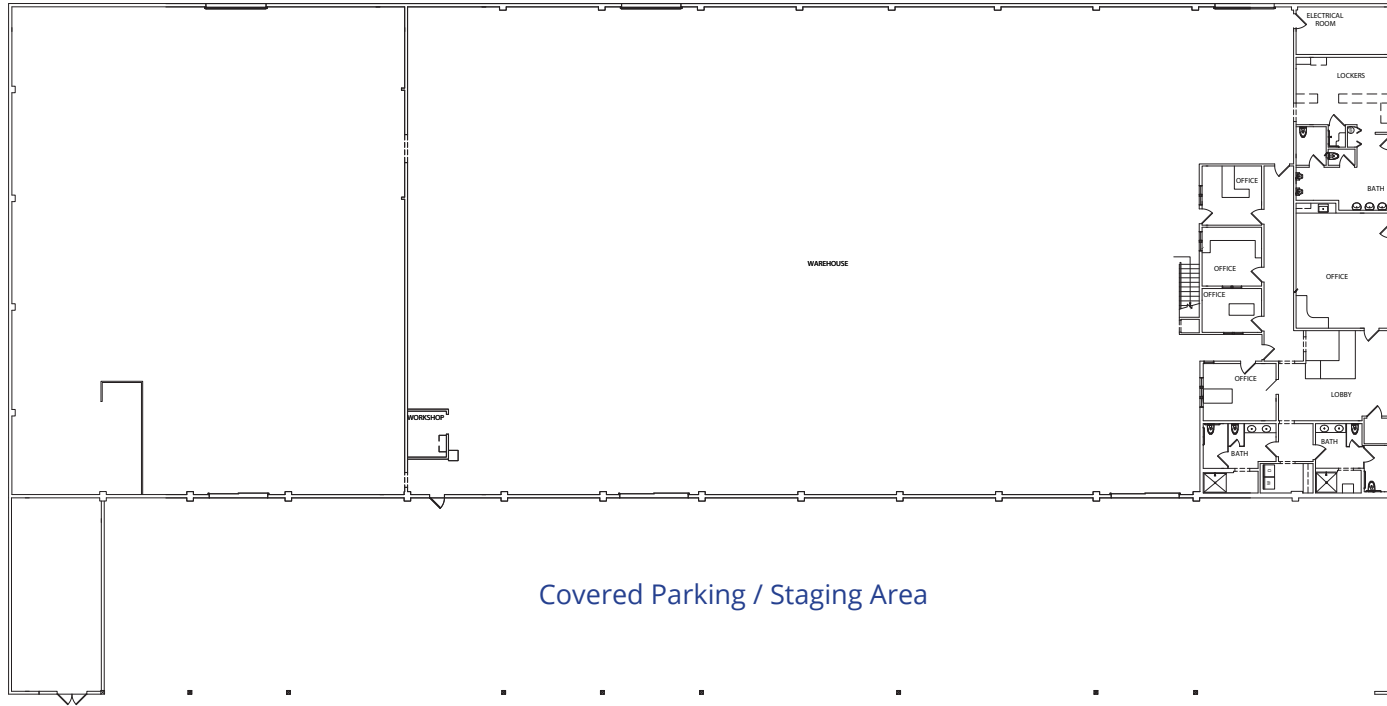 ELECTRICAL
ROOM
LOCKERS
OFFICE
BATH
WAREHOUSE
OFFICE
OFFICE
OFFICE
OFFICE
LOBBY
WORKSHOP
BATH
BATH
Covered Parking / Staging Area